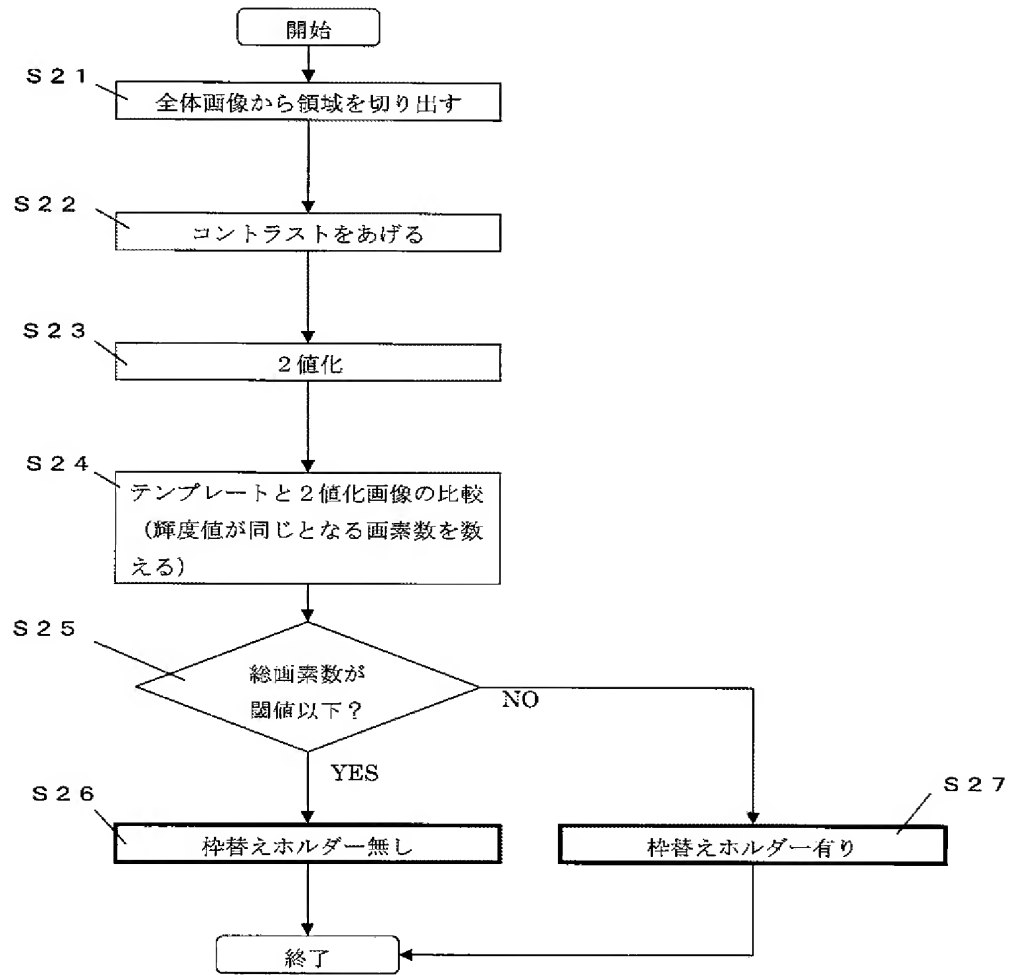 開始
S21
全体画像から領域を切り出す
S22
コントラストをあげる
S23
2値化
S24
テンプレートと2値化画像の比較
(輝度値が同じとなる画素数を数
える)
S25
総画素数が
閾値以下?
NO
YES
S26
枠替えホルダー無し
S27
枠替えホルダー有り
終了